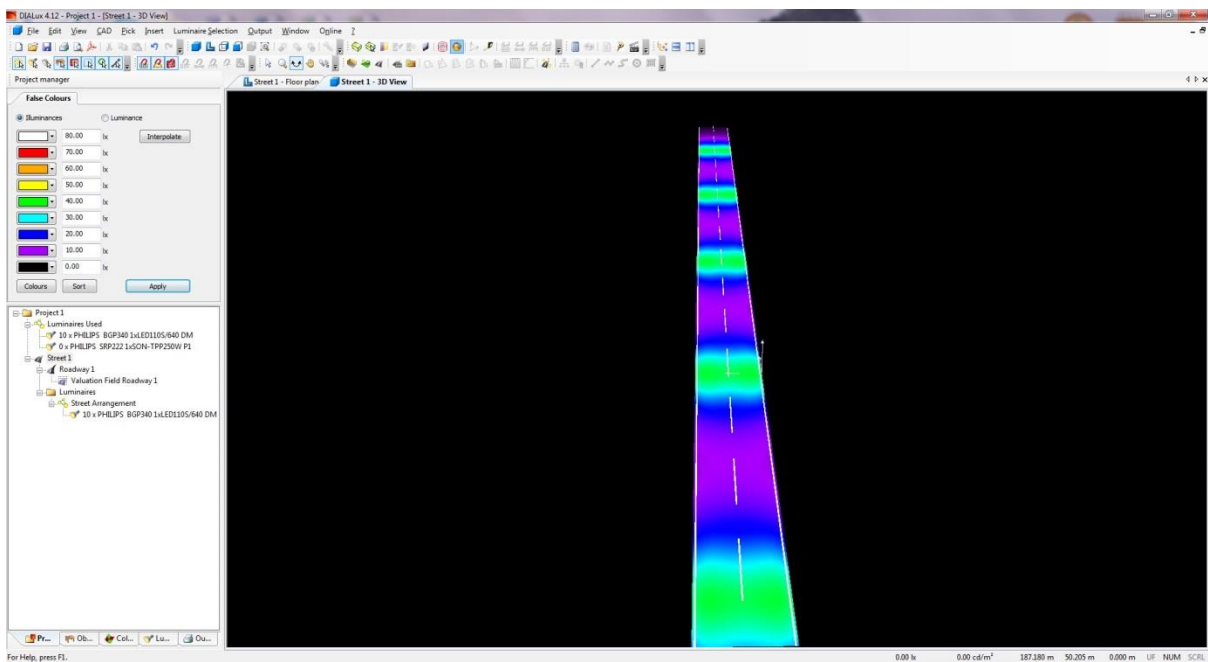 DIALux 4.12 - Project 1 - [Street 1 - 3D View]
File Edit View CAD Pick Insert Luminaire Selection Output Window Online ?
Project manager
Street 1 - Floor plan Street 1 - 3D View
False Colours
Illuminances Luminance
80.00 lx Interpolate
70.00 lx
60.00 lx
50.00 lx
40.00 lx
30.00 lx
20.00 lx
10.00 lx
0.00 lx
Colours Sort Apply
Project 1
Luminaires Used
10 x PHILIPS BGP340 1xLED110S/640 DM
0 x PHILIPS SRP222 1xSON-TPP250W P1
Street 1
Roadway 1
Valuation Field Roadway 1
Luminaires
Street Arrangement
10 x PHILIPS BGP340 1xLED110S/640 DM
Pr... Ob... Col... Lu... Ou...
For Help, press F1.
0.00 lx 0.00 cd/m² 187.180 m 50.205 m 0.000 m UF NUM SCRL